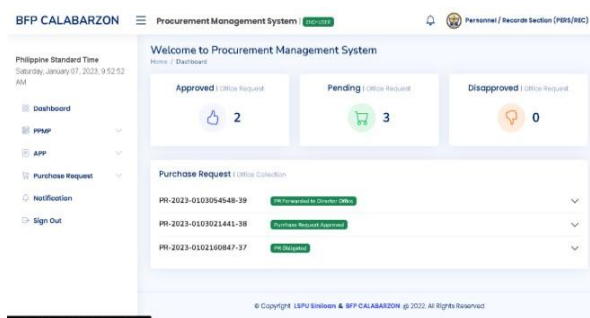 BFP CALABARZON
Procurement Management System | END-USER
Personnel / Records Section (PERS/REC)
Philippine Standard Time
Saturday, January 07, 2023, 9:52:52
AM
Dashboard
PPMP
APP
Purchase Request
Notification
Sign Out
Welcome to Procurement Management System
Home / Dashboard
Approved | Office Request
2
Pending | Office Request
3
Disapproved | Office Request
0
Purchase Request | Office Collection
PR-2023-0103054548-39 PR Forwarded to Director Office
PR-2023-0103021441-38 Purchase Request Approved
PR-2023-0102160847-37 PR Obligated
© Copyright LSPU Siniloan & BFP CALABARZON @ 2022. All Rights Reserved